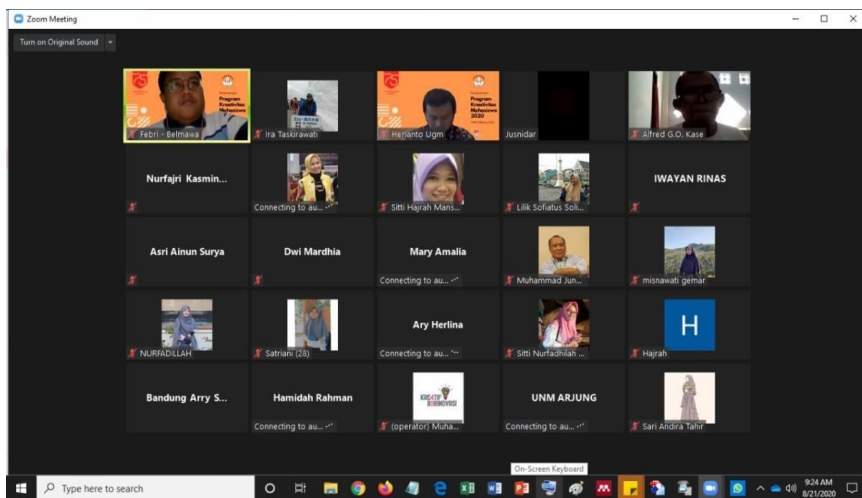 Zoom Meeting
Turn on Original Sound
Program
Kreativitas
Mahasiswa
2020
Program
Kreativitas
Mahasiswa
2020
Febri - Belmawa
Ira Taskirawati
Herianto Ugm
Jusnidar
Alfred G.O. Kase
Nurfajri Kasmin...
Connecting to au...
Sitti Hajrah Mans...
Lilik Sofiatus Soli...
IWAYAN RINAS
Asri Ainun Surya
Dwi Mardhia
Mary Amalia
Connecting to au...
Muhammad Jun...
misnawati gemar
NURFADILLAH
Satriani (28)
Ary Herlina
Connecting to au...
Sitti Nurfadhilah ...
H
Hajrah
Bandung Arry S...
Hamidah Rahman
Connecting to au...
KREATIF
BERINOVASI
(operator) Muha...
UNM ARJUNG
Connecting to au...
Sari Andira Tahir
On-Screen Keyboard
Type here to search
9:24 AM
8/21/2020